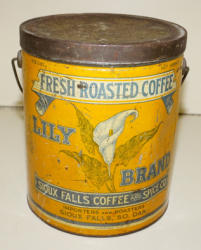 FRESH ROASTED COFFEE
LILY
BRAND
SIOUX FALLS COFFEE AND SPICE CO.
IMPORTERS AND ROASTERS
SIOUX FALLS, SO. DAK.